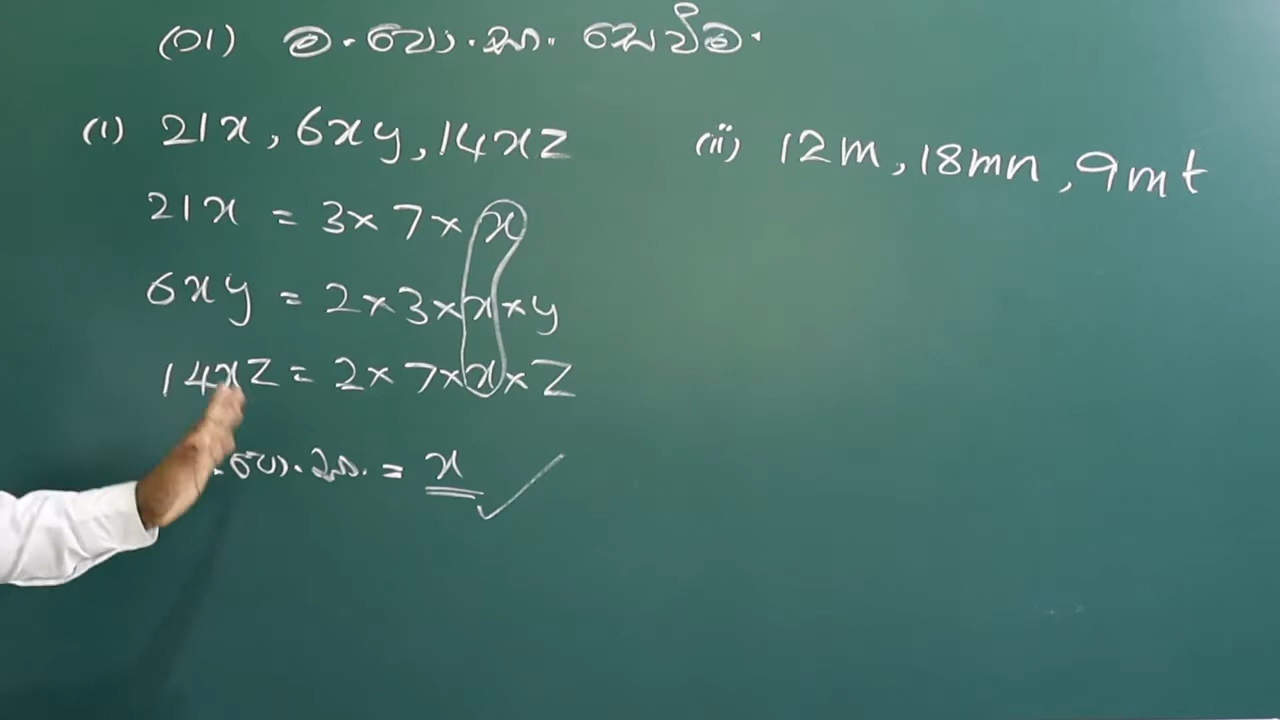 (01) ම.පො.සා. සෙවීම.
(i) 21x, 6xy, 14xz
21x = 3×7×x
6xy = 2×3×x×y
14xz = 2×7×x×z
.පො.සා. = x
(ii) 12m, 18mn, 9mt